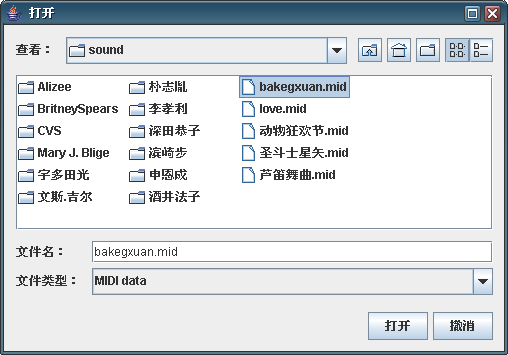 打开
查看： sound
Alizee
BritneySpears
CVS
Mary J. Blige
宇多田光
文斯.吉尔
朴志胤
李孝利
深田恭子
滨崎步
申恩成
酒井法子
bakegxuan.mid
love.mid
动物狂欢节.mid
圣斗士星矢.mid
芦笛舞曲.mid
文件名： bakegxuan.mid
文件类型： MIDI data
打开 撤消